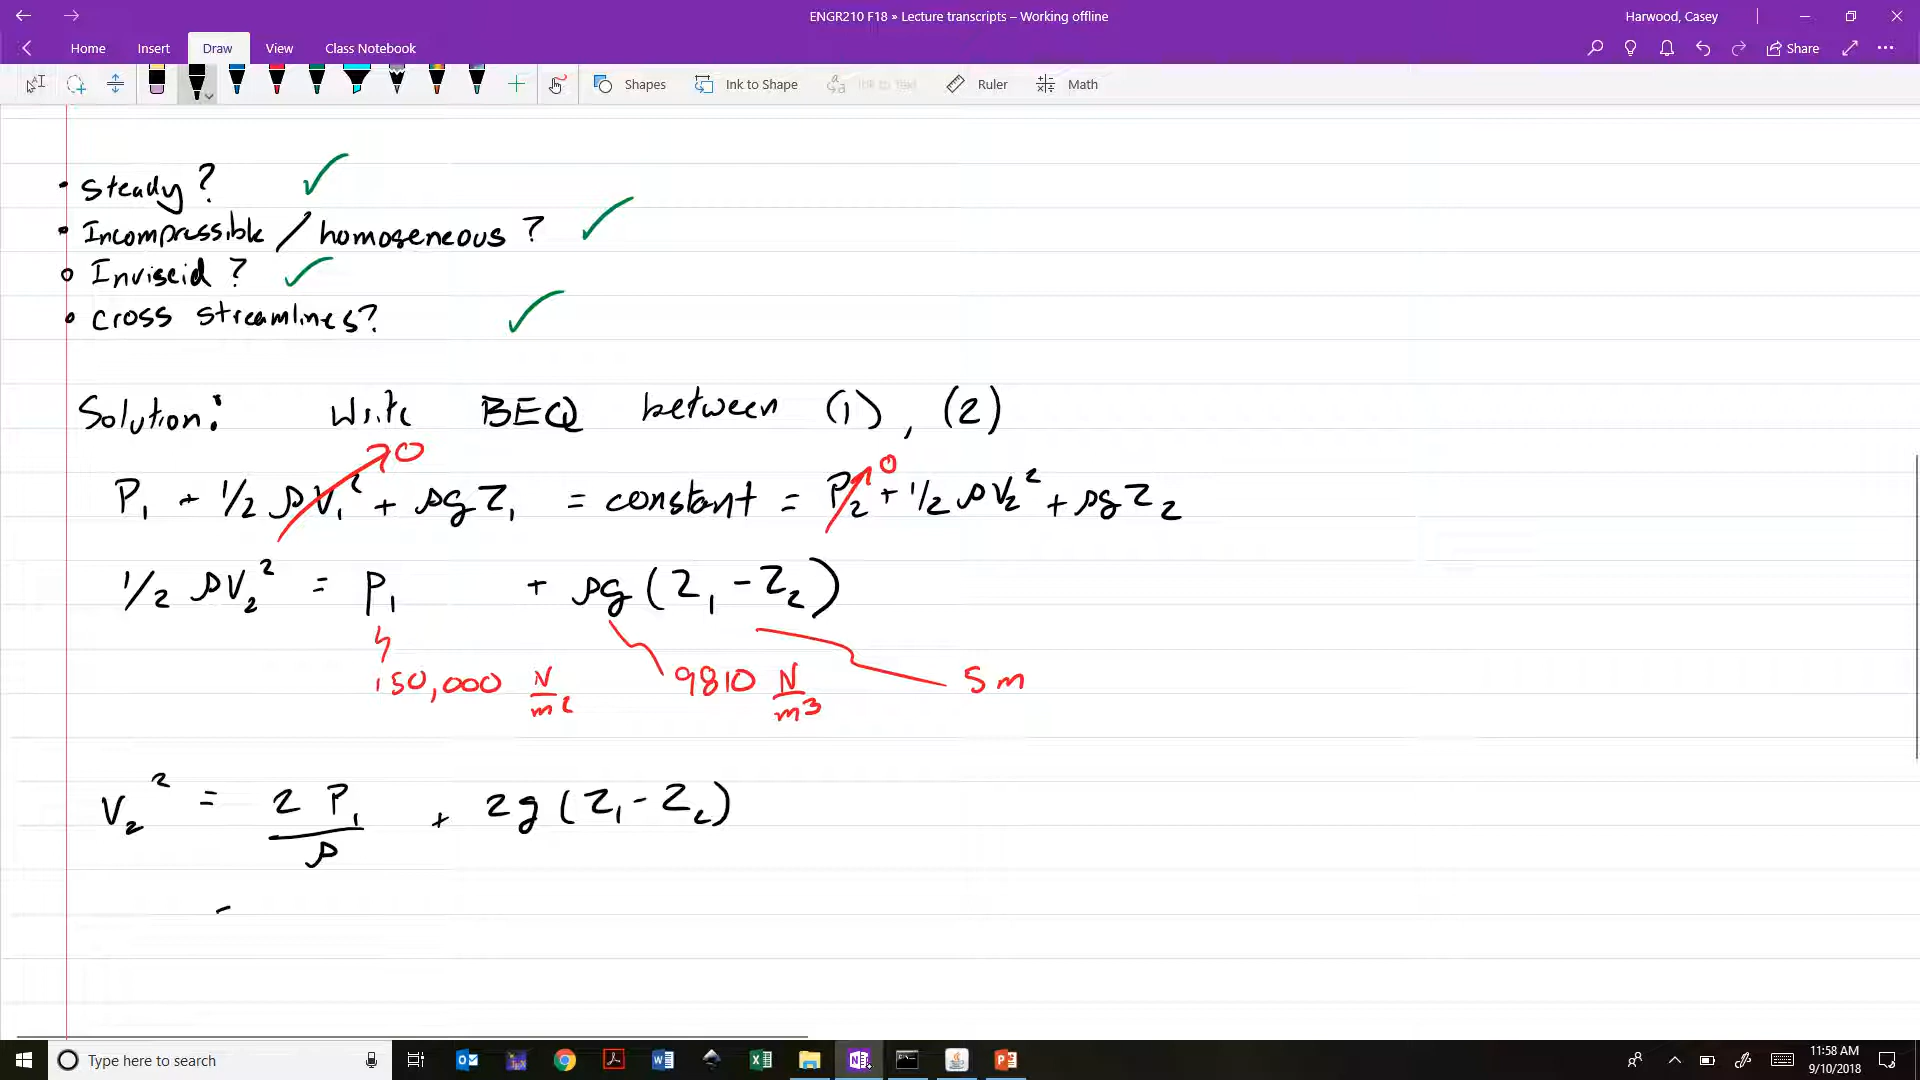 ENGR210 F18 » Lecture transcripts – Working offline
Harwood, Casey
Home Insert Draw View Class Notebook
Share
Shapes Ink to Shape Ink to Text Ruler Math
• Steady?
• Incompressible / homogeneous?
• Inviscid?
• Cross streamlines?
Solution: Write BEQ between (1), (2)
0 0
P₁ + 1/2 ρV₁² + ρgZ₁ = constant = P₂ + 1/2 ρV₂² + ρgZ₂
1/2 ρV₂² = P₁ + ρg(Z₁ - Z₂)
150,000 N/m² 9810 N/m³ 5 m
V₂² = 2 P₁/ρ + 2g(Z₁ - Z₂)
=
Type here to search
11:58 AM
9/10/2018